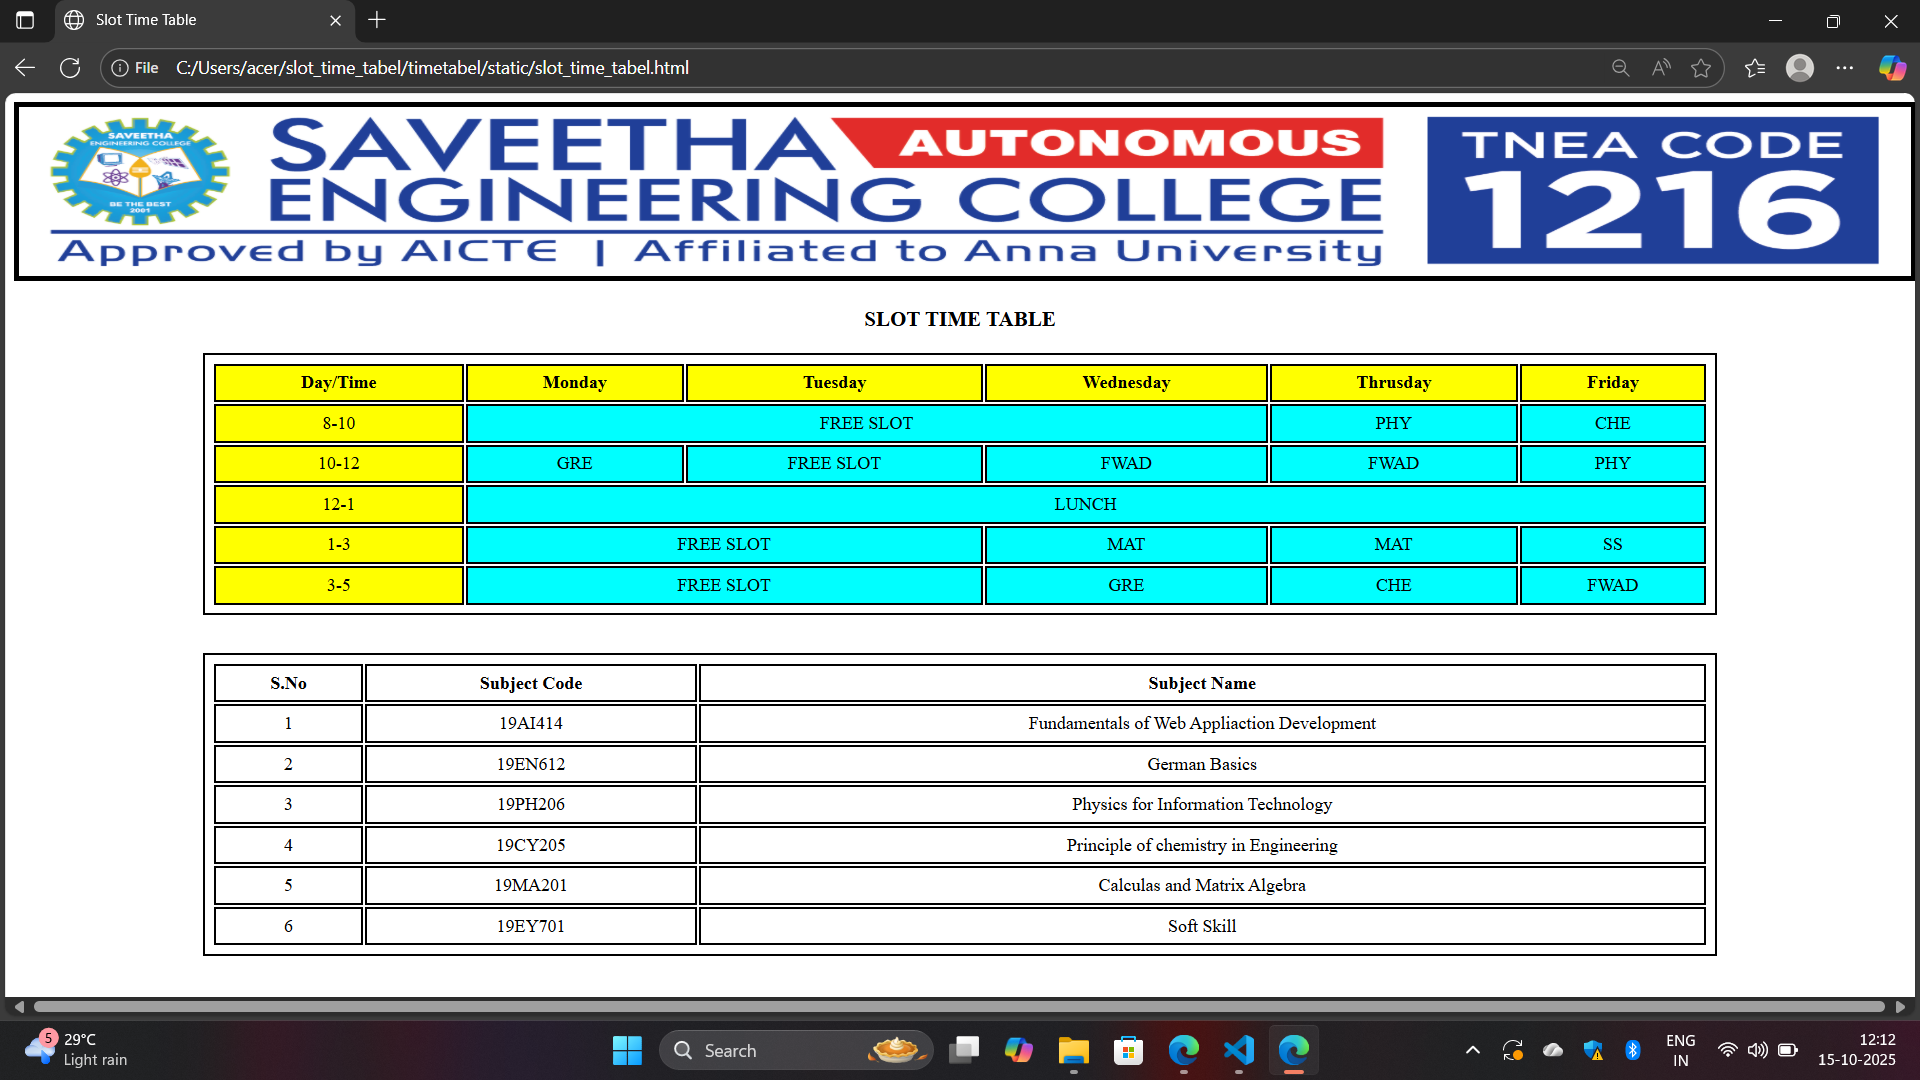 Slot Time Table
File C:/Users/acer/slot_time_tabel/timetabel/static/slot_time_tabel.html
SAVEETHA
ENGINEERING COLLEGE
BE THE BEST
2001
SAVEETHA AUTONOMOUS
ENGINEERING COLLEGE
Approved by AICTE | Affiliated to Anna University
TNEA CODE
1216
SLOT TIME TABLE
Day/Time Monday Tuesday Wednesday Thrusday Friday
8-10 FREE SLOT PHY CHE
10-12 GRE FREE SLOT FWAD FWAD PHY
12-1 LUNCH
1-3 FREE SLOT MAT MAT SS
3-5 FREE SLOT GRE CHE FWAD
S.No Subject Code Subject Name
1 19AI414 Fundamentals of Web Appliaction Development
2 19EN612 German Basics
3 19PH206 Physics for Information Technology
4 19CY205 Principle of chemistry in Engineering
5 19MA201 Calculas and Matrix Algebra
6 19EY701 Soft Skill
5 29°C
Light rain
Search
ENG
IN
12:12
15-10-2025